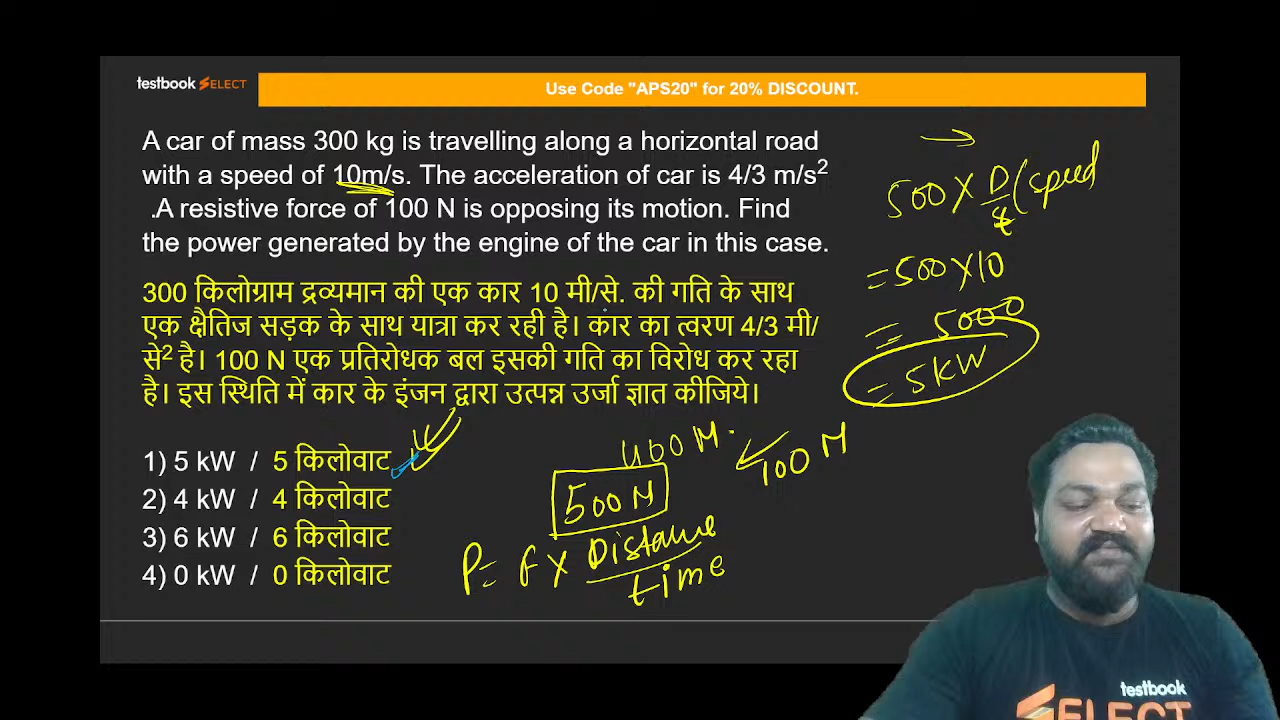 testbook SELECT
Use Code "APS20" for 20% DISCOUNT.
A car of mass 300 kg is travelling along a horizontal road
with a speed of 10m/s. The acceleration of car is 4/3 m/s²
.A resistive force of 100 N is opposing its motion. Find
the power generated by the engine of the car in this case.
300 किलोग्राम द्रव्यमान की एक कार 10 मी/से. की गति के साथ
एक क्षैतिज सड़क के साथ यात्रा कर रही है। कार का त्वरण 4/3 मी/
से² है। 100 N एक प्रतिरोधक बल इसकी गति का विरोध कर रहा
है। इस स्थिति में कार के इंजन द्वारा उत्पन्न उर्जा ज्ञात कीजिये।
1) 5 kW / 5 किलोवाट
2) 4 kW / 4 किलोवाट
3) 6 kW / 6 किलोवाट
4) 0 kW / 0 किलोवाट
400 N.
100 N
500 N
P = F × Distance
time
500 × D/t (speed
= 500 × 10
= 5000
= 5 kW
testbook
SELECT